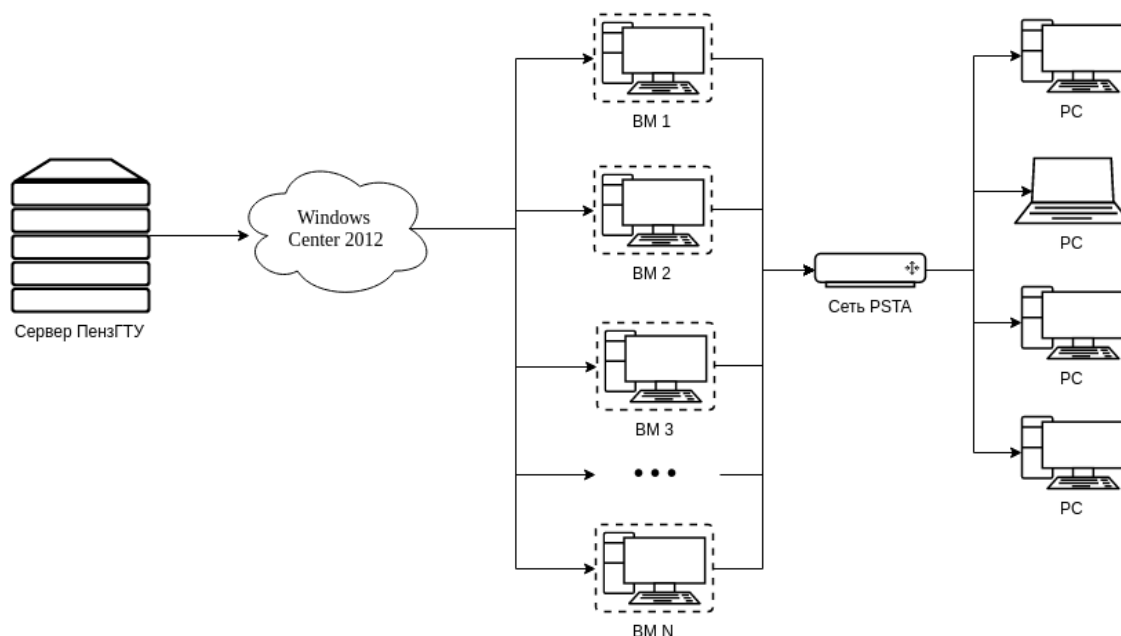 Сервер ПензГТУ
Windows
Center 2012
ВМ 1
ВМ 2
ВМ 3
ВМ N
Сеть PSTA
PC
PC
PC
PC